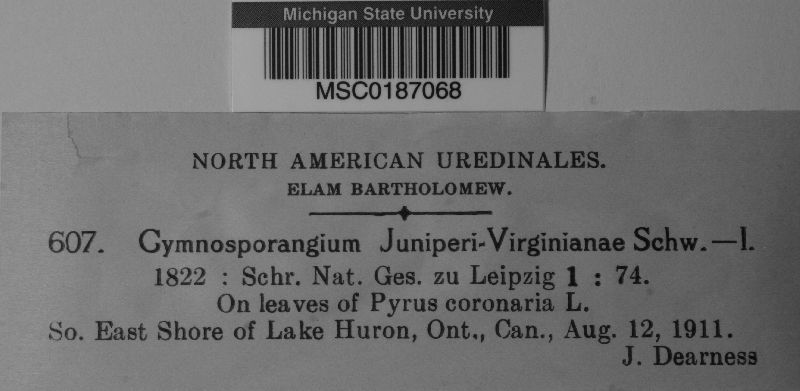 Michigan State University
MSC0187068
NORTH AMERICAN UREDINALES.
ELAM BARTHOLOMEW.
607. Gymnosporangium Juniperi-Virginianae Schw.—I.
1822 : Schr. Nat. Ges. zu Leipzig 1 : 74.
On leaves of Pyrus coronaria L.
So. East Shore of Lake Huron, Ont., Can., Aug. 12, 1911.
J. Dearness